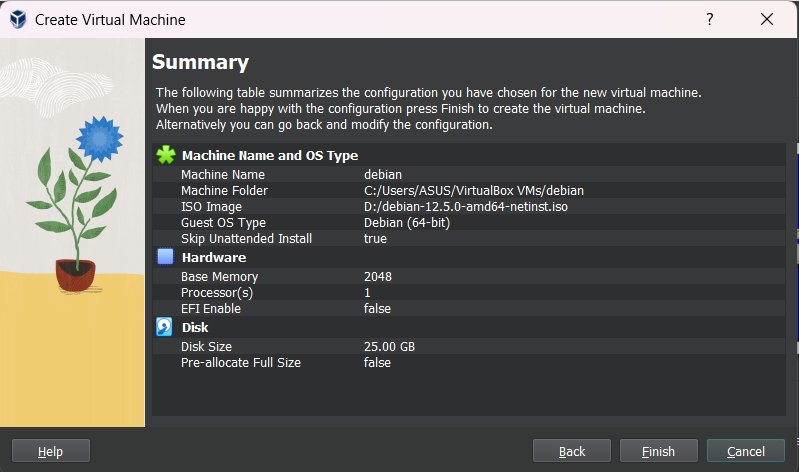 Create Virtual Machine
?
Summary
The following table summarizes the configuration you have chosen for the new virtual machine.
When you are happy with the configuration press Finish to create the virtual machine.
Alternatively you can go back and modify the configuration.
Machine Name and OS Type
Machine Name debian
Machine Folder C:/Users/ASUS/VirtualBox VMs/debian
ISO Image D:/debian-12.5.0-amd64-netinst.iso
Guest OS Type Debian (64-bit)
Skip Unattended Install true
Hardware
Base Memory 2048
Processor(s) 1
EFI Enable false
Disk
Disk Size 25.00 GB
Pre-allocate Full Size false
Help Back Finish Cancel